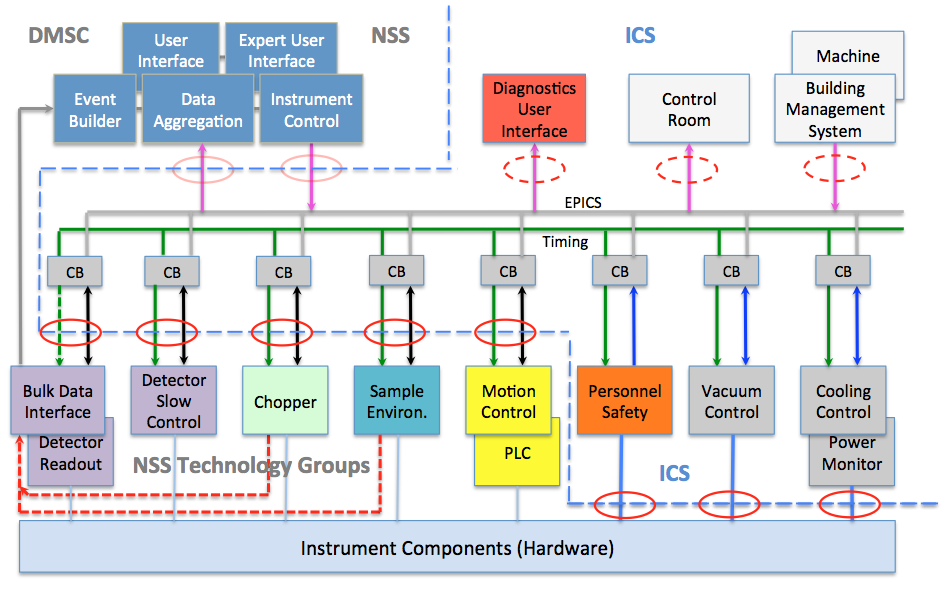 DMSC
NSS
ICS
User
Interface
Expert User
Interface
Machine
Event
Builder
Data
Aggregation
Instrument
Control
Diagnostics
User
Interface
Control
Room
Building
Management
System
EPICS
Timing
CB
CB
CB
CB
CB
CB
CB
CB
Bulk Data
Interface
Detector
Slow
Control
Chopper
Sample
Environ.
Motion
Control
Personnel
Safety
Vacuum
Control
Cooling
Control
Detector
Readout
PLC
Power
Monitor
NSS Technology Groups
ICS
Instrument Components (Hardware)